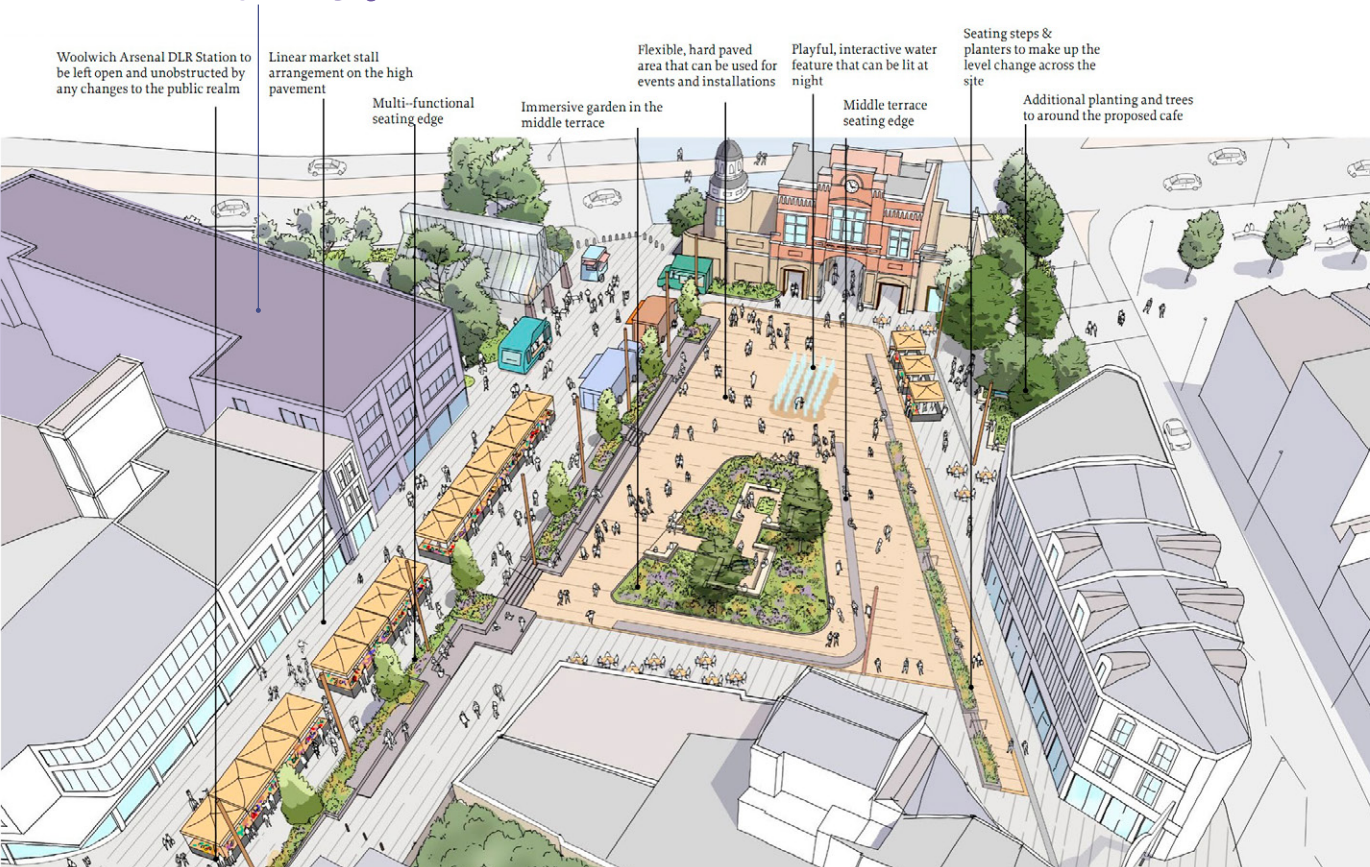 Woolwich Arsenal DLR Station to
be left open and unobstructed by
any changes to the public realm
Linear market stall
arrangement on the high
pavement
Multi--functional
seating edge
Immersive garden in the
middle terrace
Flexible, hard paved
area that can be used for
events and installations
Playful, interactive water
feature that can be lit at
night
Middle terrace
seating edge
Seating steps &
planters to make up the
level change across the
site
Additional planting and trees
to around the proposed cafe